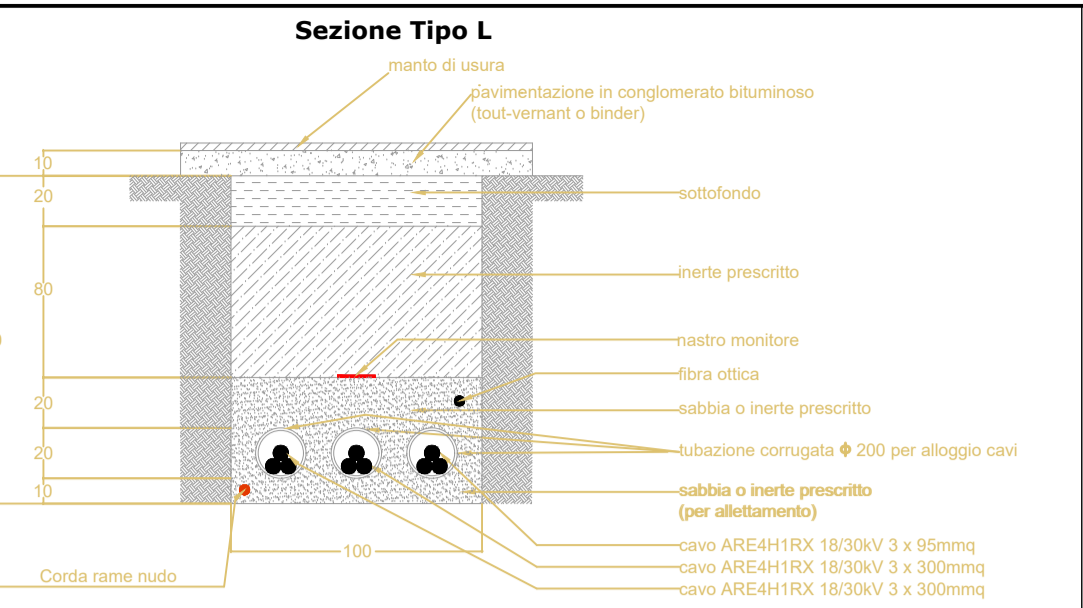 Sezione Tipo L
manto di usura
pavimentazione in conglomerato bituminoso
(tout-vernant o binder)
10
20
sottofondo
inerte prescritto
80
nastro monitore
fibra ottica
20
sabbia o inerte prescritto
20
tubazione corrugata Φ 200 per alloggio cavi
10
sabbia o inerte prescritto
(per allettamento)
100
cavo ARE4H1RX 18/30kV 3 x 95mmq
cavo ARE4H1RX 18/30kV 3 x 300mmq
Corda rame nudo
cavo ARE4H1RX 18/30kV 3 x 300mmq